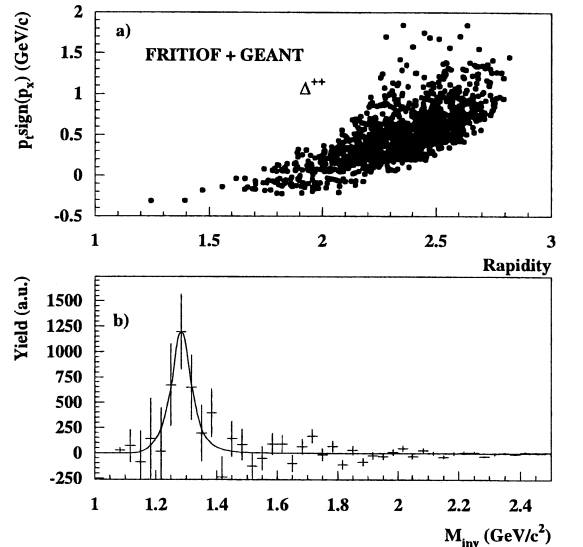 2
a)
FRITIOF + GEANT
1.5
Δ++
1
0.5
0
-0.5
p_t sign(p_x) (GeV/c)
1 1.5 2 2.5 3
Rapidity
1500
b)
1250
1000
750
500
250
0
-250
Yield (a.u.)
1 1.2 1.4 1.6 1.8 2 2.2 2.4
M_inv (GeV/c²)